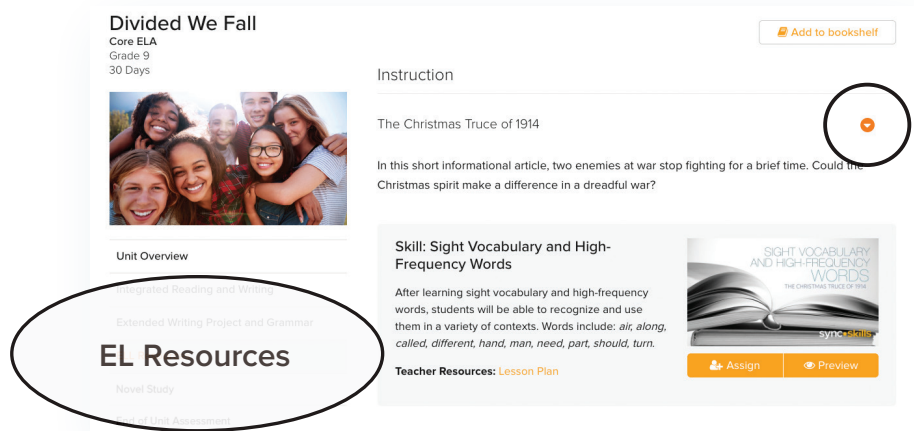 Divided We Fall
Core ELA
Grade 9
30 Days
Add to bookshelf
Instruction
The Christmas Truce of 1914
In this short informational article, two enemies at war stop fighting for a brief time. Could the
Christmas spirit make a difference in a dreadful war?
Unit Overview
Integrated Reading and Writing
Extended Writing Project and Grammar
EL Resources
Novel Study
End of Unit Assessment
Skill: Sight Vocabulary and High-
Frequency Words
After learning sight vocabulary and high-frequency
words, students will be able to recognize and use
them in a variety of contexts. Words include: air, along,
called, different, hand, man, need, part, should, turn.
Teacher Resources: Lesson Plan
SIGHT VOCABULARY
AND HIGH-FREQUENCY
WORDS
THE CHRISTMAS TRUCE OF 1914
sync•skills
Assign
Preview